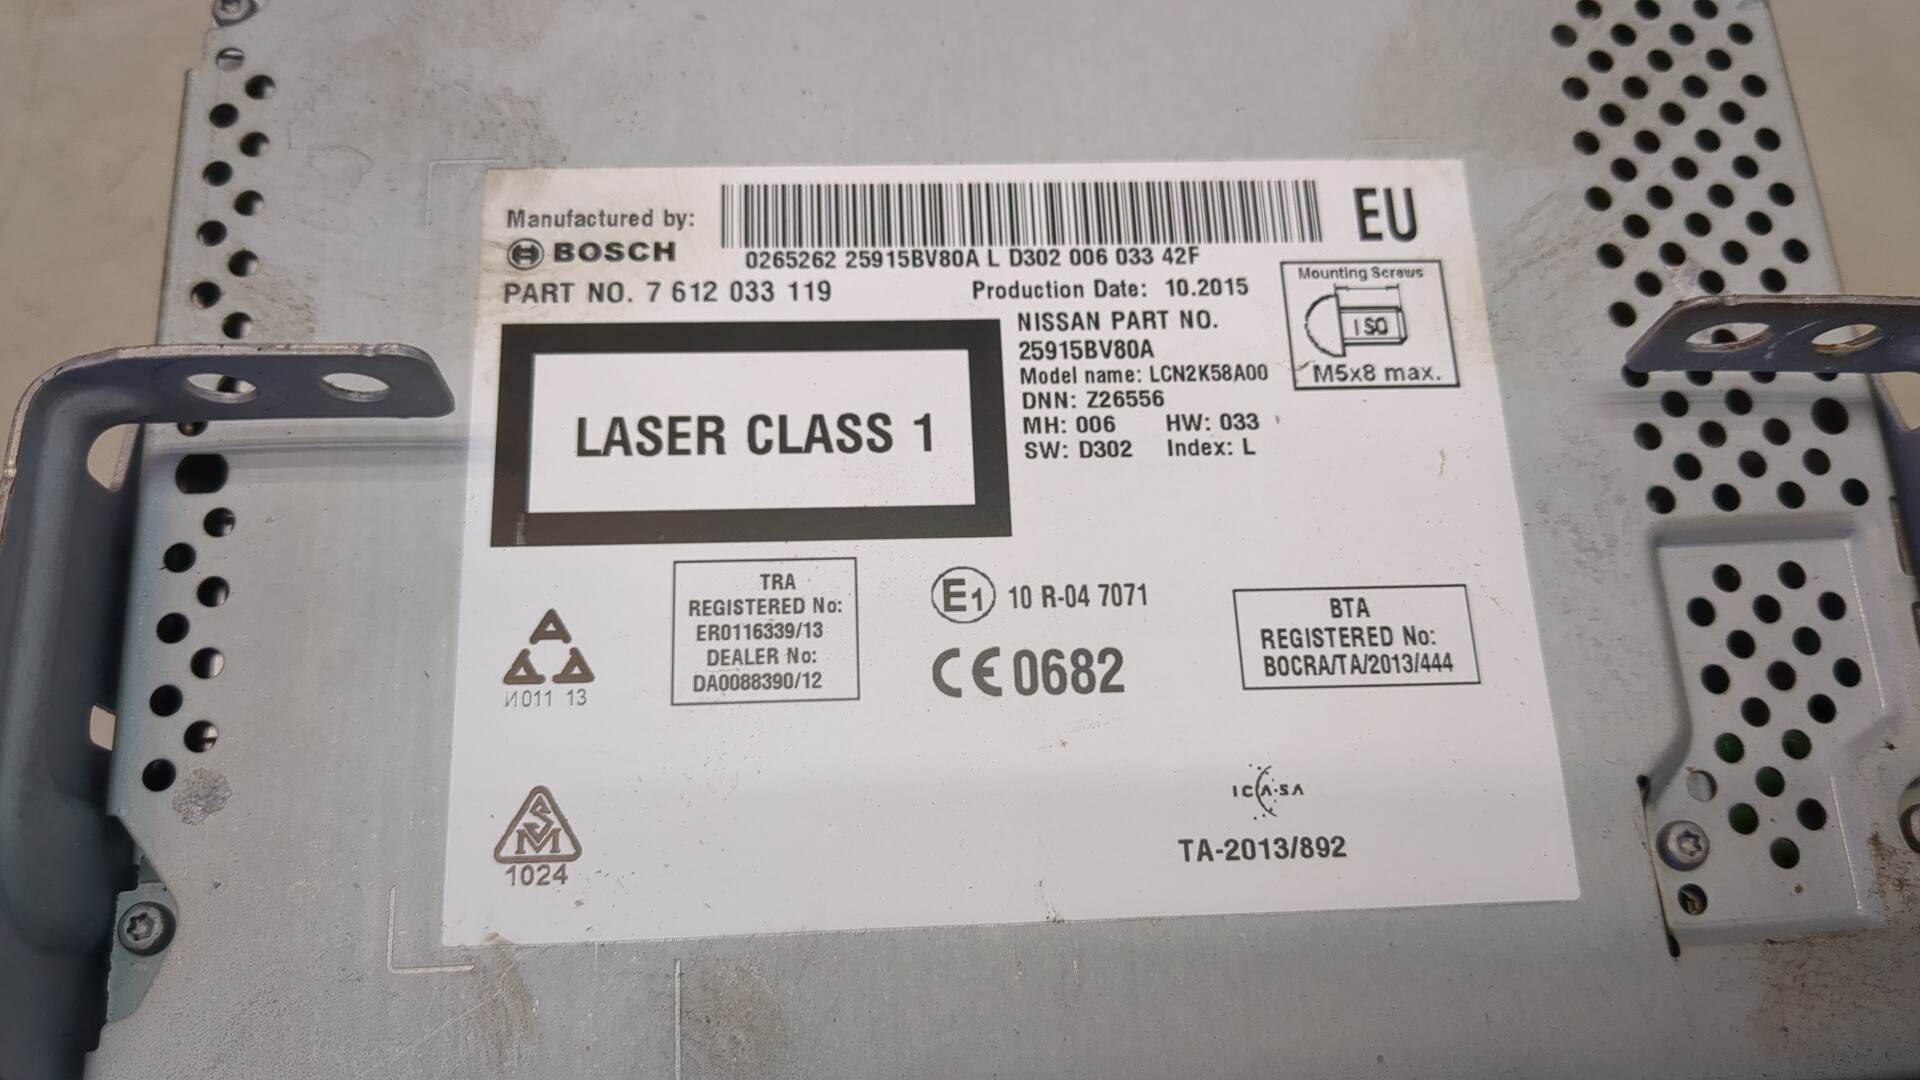 Manufactured by:
BOSCH
0265262 25915BV80A L D302 006 033 42F
EU
PART NO. 7 612 033 119
Production Date: 10.2015
Mounting Screws
ISO
M5x8 max.
NISSAN PART NO.
25915BV80A
Model name: LCN2K58A00
DNN: Z26556
MH: 006 HW: 033
SW: D302 Index: L
LASER CLASS 1
TRA
REGISTERED No:
ER0116339/13
DEALER No:
DA0088390/12
E1 10 R-04 7071
CE 0682
BTA
REGISTERED No:
BOCRA/TA/2013/444
И011 13
SM
1024
ICASA
TA-2013/892